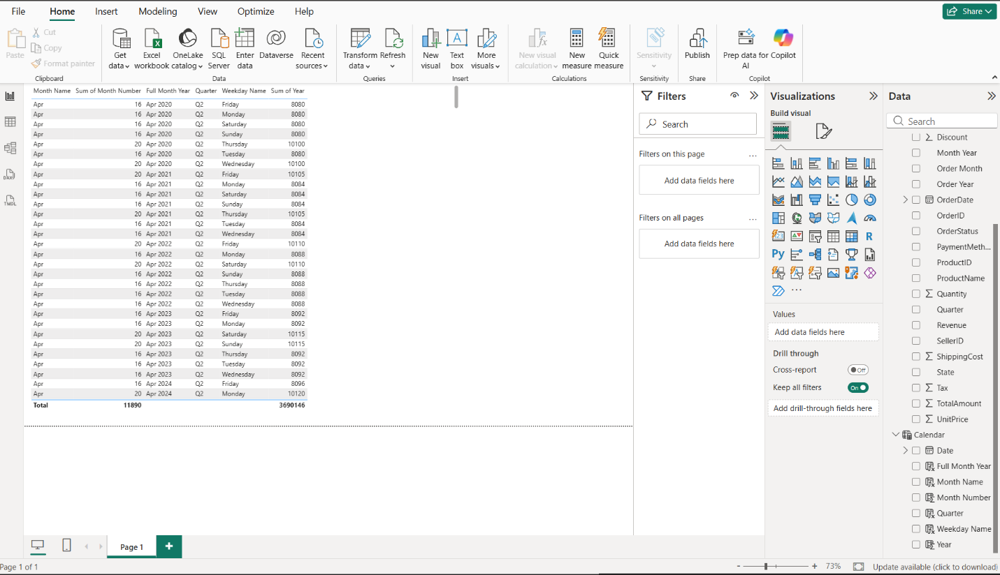 File Home Insert Modeling View Optimize Help Share
Paste
Cut
Copy
Format painter
Clipboard
Get data
Excel workbook
OneLake catalog
SQL Server
Enter data
Dataverse
Recent sources
Data
Transform data
Refresh
Queries
New visual
Text box
More visuals
Insert
New visual calculation
New measure
Quick measure
Calculations
Sensitivity
Sensitivity
Publish
Share
Prep data for AI
Copilot
Copilot
Month Name Sum of Month Number Full Month Year Quarter Weekday Name Sum of Year
Apr 16 Apr 2020 Q2 Friday 8080
Apr 16 Apr 2020 Q2 Monday 8080
Apr 16 Apr 2020 Q2 Saturday 8080
Apr 16 Apr 2020 Q2 Sunday 8080
Apr 20 Apr 2020 Q2 Thursday 10100
Apr 16 Apr 2020 Q2 Tuesday 8080
Apr 20 Apr 2020 Q2 Wednesday 10100
Apr 20 Apr 2021 Q2 Friday 10105
Apr 16 Apr 2021 Q2 Monday 8084
Apr 16 Apr 2021 Q2 Saturday 8084
Apr 16 Apr 2021 Q2 Sunday 8084
Apr 20 Apr 2021 Q2 Thursday 10105
Apr 16 Apr 2021 Q2 Tuesday 8084
Apr 16 Apr 2021 Q2 Wednesday 8084
Apr 20 Apr 2022 Q2 Friday 10110
Apr 16 Apr 2022 Q2 Monday 8088
Apr 20 Apr 2022 Q2 Saturday 10110
Apr 16 Apr 2022 Q2 Sunday 8088
Apr 16 Apr 2022 Q2 Thursday 8088
Apr 16 Apr 2022 Q2 Tuesday 8088
Apr 16 Apr 2022 Q2 Wednesday 8088
Apr 16 Apr 2023 Q2 Friday 8092
Apr 16 Apr 2023 Q2 Monday 8092
Apr 20 Apr 2023 Q2 Saturday 10115
Apr 20 Apr 2023 Q2 Sunday 10115
Apr 16 Apr 2023 Q2 Thursday 8092
Apr 16 Apr 2023 Q2 Tuesday 8092
Apr 16 Apr 2023 Q2 Wednesday 8092
Apr 16 Apr 2024 Q2 Friday 8096
Apr 20 Apr 2024 Q2 Monday 10120
Total 11890 3690146
Filters
Search
Filters on this page ...
Add data fields here
Filters on all pages ...
Add data fields here
Visualizations
Build visual
123
R
Py
...
Values
Add data fields here
Drill through
Cross-report Off
Keep all filters On
Add drill-through fields here
Data
Search
Discount
Month Year
Order Month
Order Year
OrderDate
OrderID
OrderStatus
PaymentMeth...
ProductID
ProductName
Quantity
Quarter
Revenue
SellerID
ShippingCost
State
Tax
TotalAmount
UnitPrice
Calendar
Date
Full Month Year
Month Name
Month Number
Quarter
Weekday Name
Year
DAX
TMDL
Page 1
+
Page 1 of 1
- + 73%
Update available (click to download)